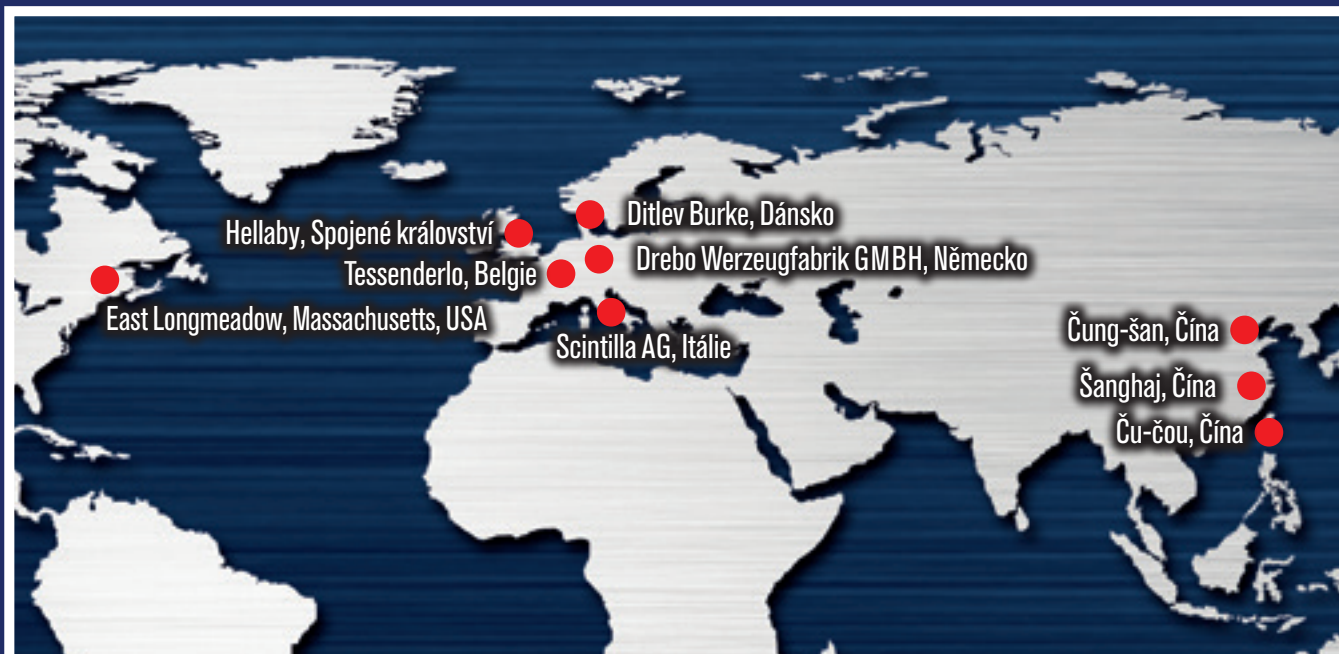 Ditlev Burke, Dánsko
Hellaby, Spojené království
Drebo Werzeugfabrik GMBH, Německo
Tessenderlo, Belgie
East Longmeadow, Massachusetts, USA
Scintilla AG, Itálie
Čung-šan, Čína
Šanghaj, Čína
Ču-čou, Čína